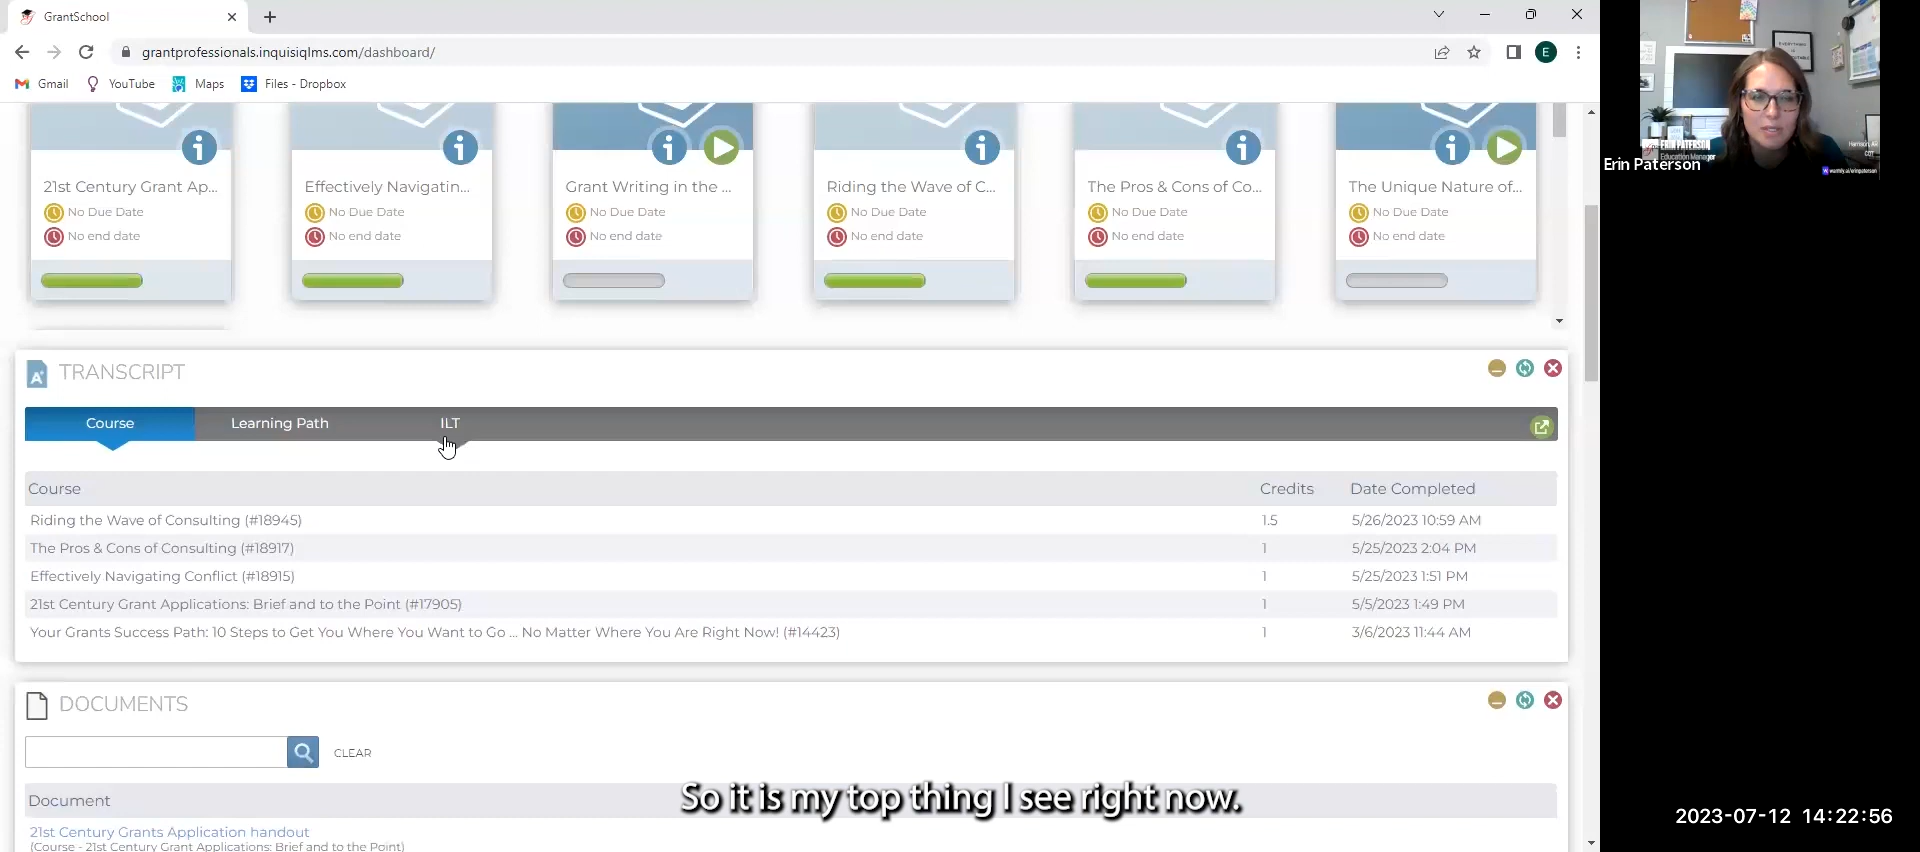 GrantSchool
grantprofessionals.inquisiqlms.com/dashboard/
E
Gmail
YouTube
Maps
Files - Dropbox
21st Century Grant Ap...
No Due Date
No end date
Effectively Navigatin...
No Due Date
No end date
Grant Writing in the ...
No Due Date
No end date
Riding the Wave of C...
No Due Date
No end date
The Pros & Cons of Co...
No Due Date
No end date
The Unique Nature of...
No Due Date
No end date
TRANSCRIPT
Course
Learning Path
ILT
Course Credits Date Completed
Riding the Wave of Consulting (#18945) 1.5 5/26/2023 10:59 AM
The Pros & Cons of Consulting (#18917) 1 5/25/2023 2:04 PM
Effectively Navigating Conflict (#18915) 1 5/25/2023 1:51 PM
21st Century Grant Applications: Brief and to the Point (#17905) 1 5/5/2023 1:49 PM
Your Grants Success Path: 10 Steps to Get You Where You Want to Go ... No Matter Where You Are Right Now! (#14423) 1 3/6/2023 11:44 AM
DOCUMENTS
CLEAR
Document
21st Century Grants Application handout
(Course - 21st Century Grant Applications: Brief and to the Point)
So it is my top thing I see right now.
ERIN PATERSON
Education Manager
Erin Paterson
2023-07-12 14:22:56